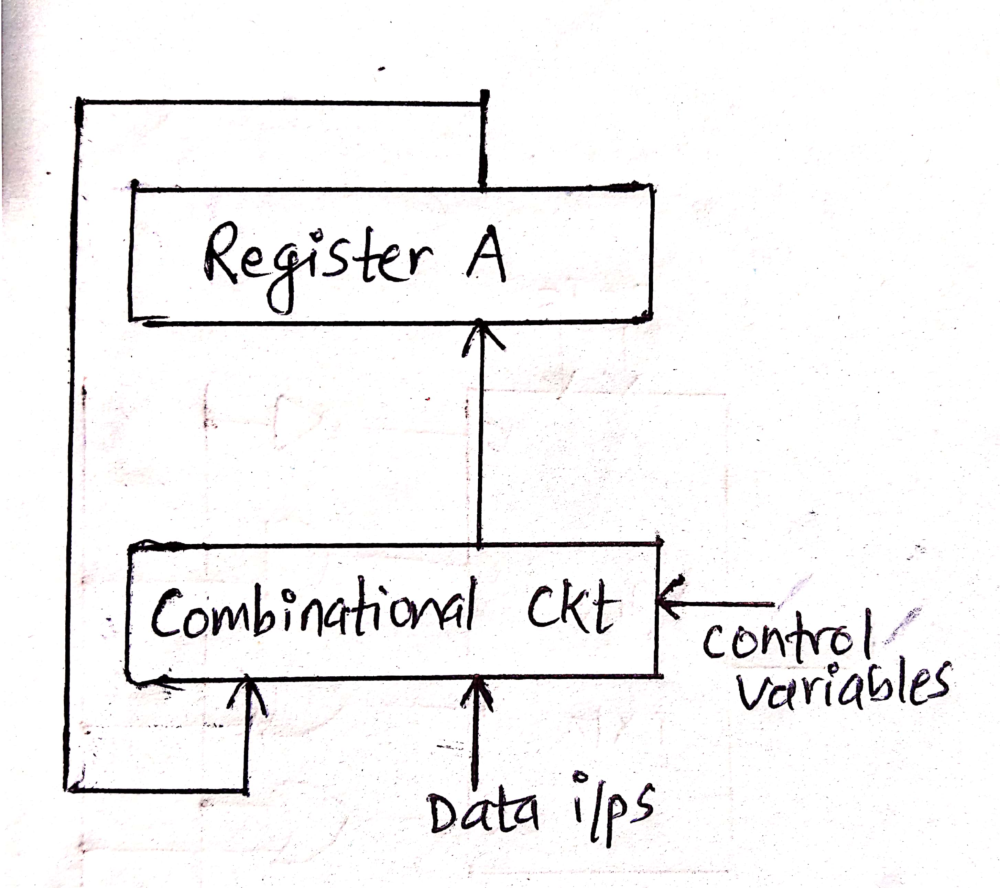 Register A
Combinational Ckt
control
variables
Data i/ps